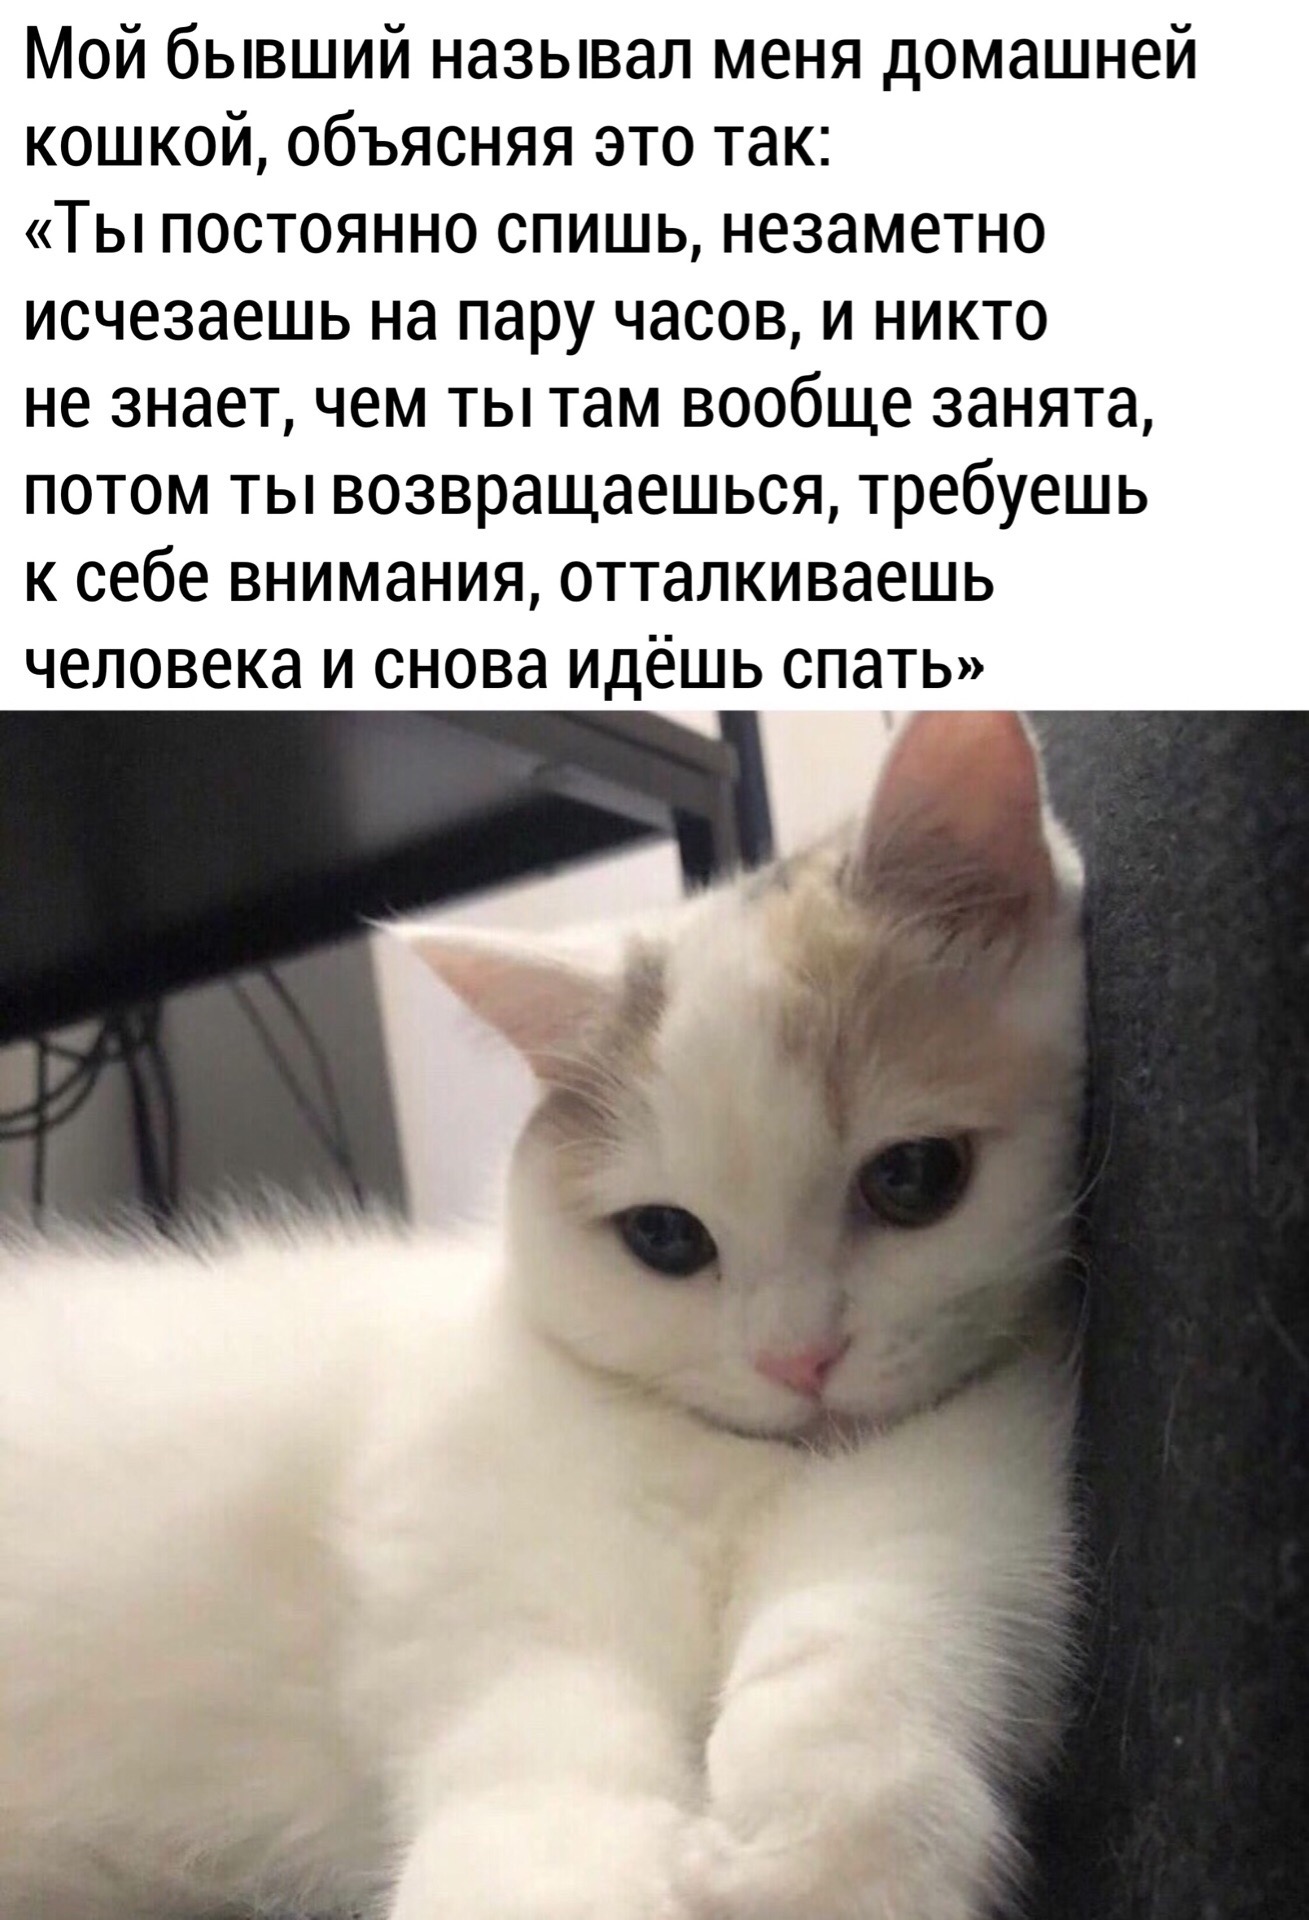 Мой бывший называл меня домашней
кошкой, объясняя это так:
«Ты постоянно спишь, незаметно
исчезаешь на пару часов, и никто
не знает, чем ты там вообще занята,
потом ты возвращаешься, требуешь
к себе внимания, отталкиваешь
человека и снова идёшь спать»